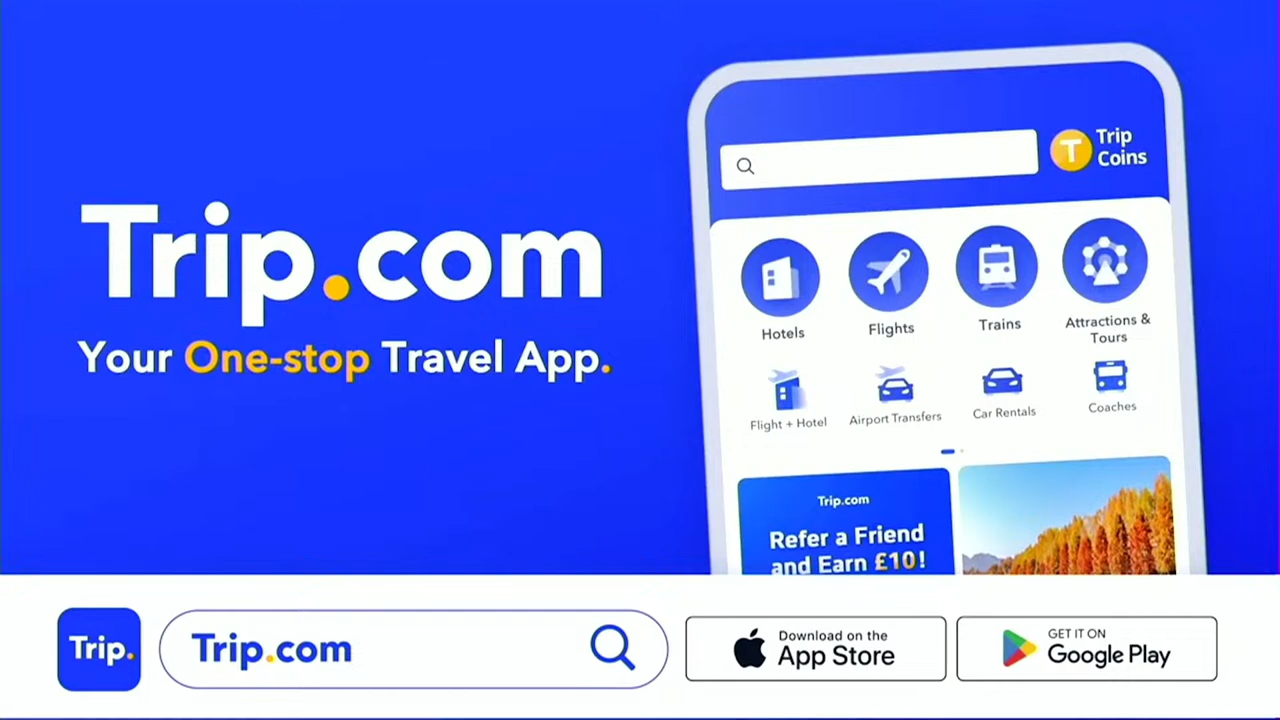 Trip.com
Your One-stop Travel App.
Trip
Coins
T
Hotels
Flights
Trains
Attractions &
Tours
Flight + Hotel
Airport Transfers
Car Rentals
Coaches
Trip.com
Refer a Friend
and Earn £10!
Trip.
Trip.com
Download on the
App Store
GET IT ON
Google Play